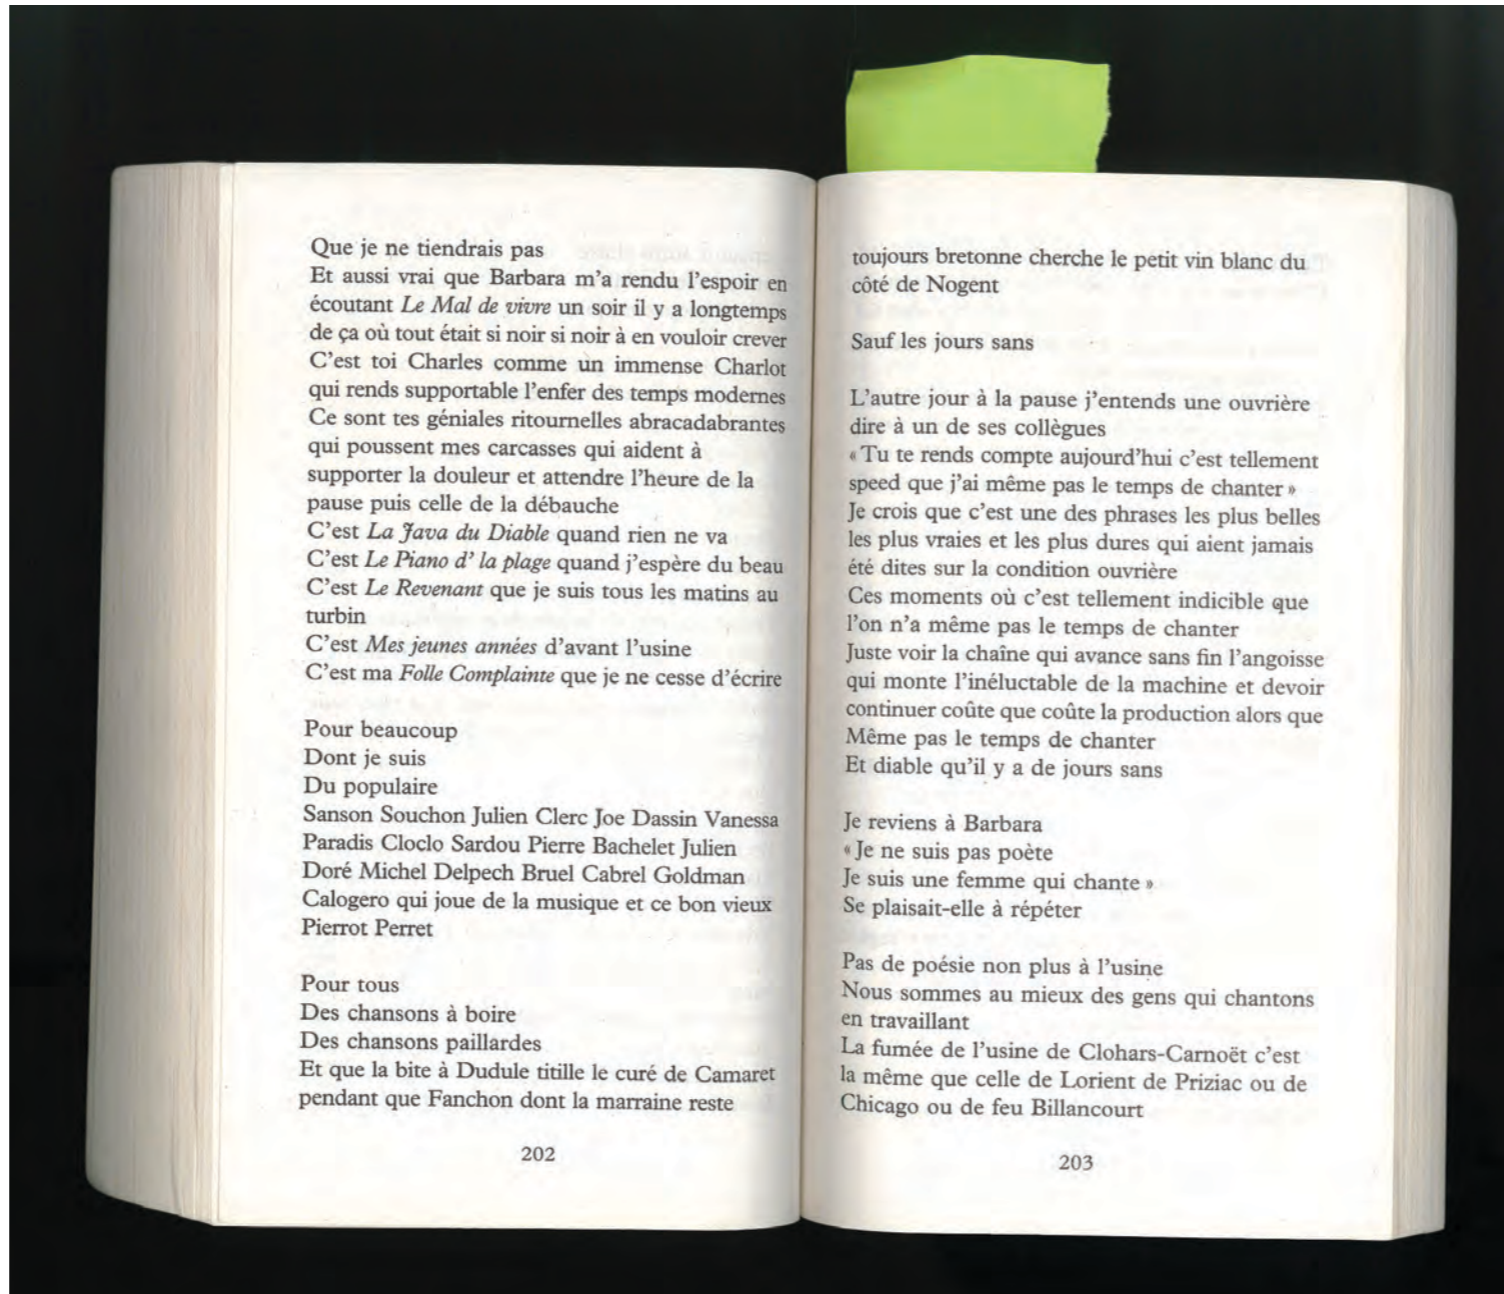 Que je ne tiendrais pas
Et aussi vrai que Barbara m'a rendu l'espoir en
écoutant Le Mal de vivre un soir il y a longtemps
de ça où tout était si noir si noir à en vouloir crever
C'est toi Charles comme un immense Charlot
qui rends supportable l'enfer des temps modernes
Ce sont tes géniales ritournelles abracadabrantes
qui poussent mes carcasses qui aident à
supporter la douleur et attendre l'heure de la
pause puis celle de la débauche
C'est La Java du Diable quand rien ne va
C'est Le Piano d' la plage quand j'espère du beau
C'est Le Revenant que je suis tous les matins au
turbin
C'est Mes jeunes années d'avant l'usine
C'est ma Folle Complainte que je ne cesse d'écrire

Pour beaucoup
Dont je suis
Du populaire
Sanson Souchon Julien Clerc Joe Dassin Vanessa
Paradis Cloclo Sardou Pierre Bachelet Julien
Doré Michel Delpech Bruel Cabrel Goldman
Calogero qui joue de la musique et ce bon vieux
Pierrot Perret

Pour tous
Des chansons à boire
Des chansons paillardes
Et que la bite à Dudule titille le curé de Camaret
pendant que Fanchon dont la marraine reste

202

toujours bretonne cherche le petit vin blanc du
côté de Nogent

Sauf les jours sans

L'autre jour à la pause j'entends une ouvrière
dire à un de ses collègues
« Tu te rends compte aujourd'hui c'est tellement
speed que j'ai même pas le temps de chanter »
Je crois que c'est une des phrases les plus belles
les plus vraies et les plus dures qui aient jamais
été dites sur la condition ouvrière
Ces moments où c'est tellement indicible que
l'on n'a même pas le temps de chanter
Juste voir la chaîne qui avance sans fin l'angoisse
qui monte l'inéluctable de la machine et devoir
continuer coûte que coûte la production alors que
Même pas le temps de chanter
Et diable qu'il y a de jours sans

Je reviens à Barbara
« Je ne suis pas poète
Je suis une femme qui chante »
Se plaisait-elle à répéter

Pas de poésie non plus à l'usine
Nous sommes au mieux des gens qui chantons
en travaillant
La fumée de l'usine de Clohars-Carnoët c'est
la même que celle de Lorient de Priziac ou de
Chicago ou de feu Billancourt

203